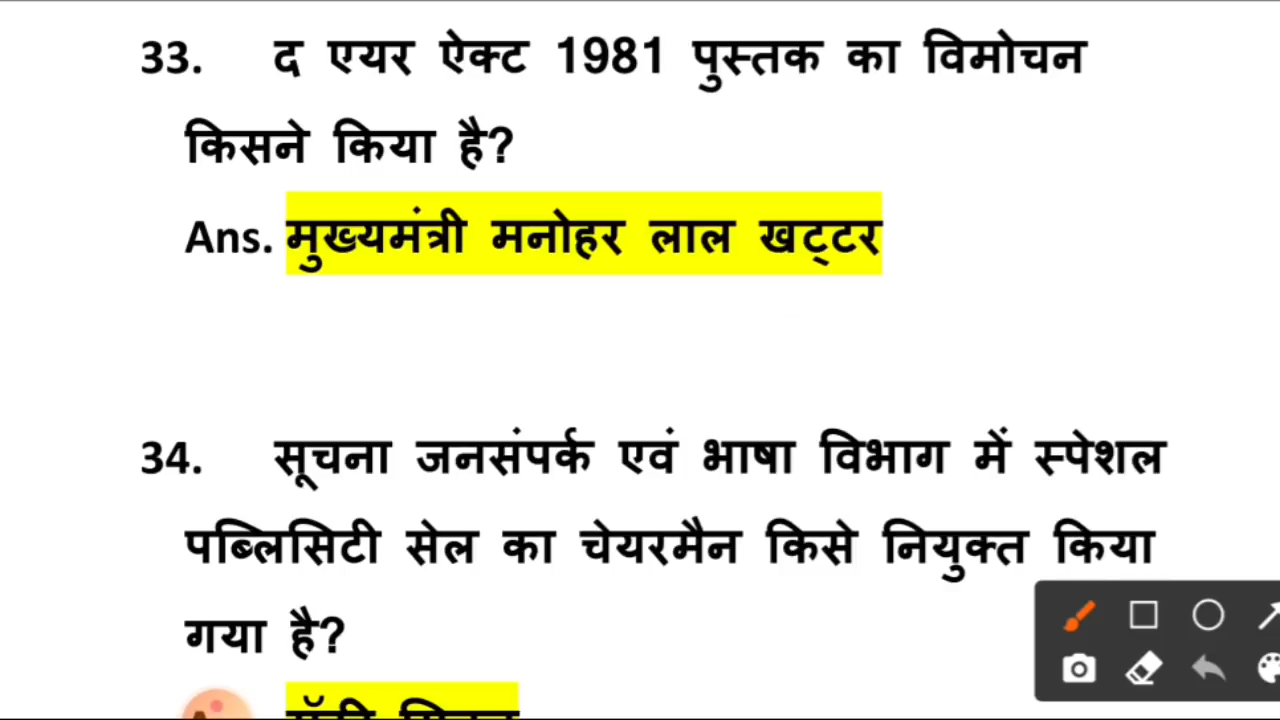 33. द एयर ऐक्ट 1981 पुस्तक का विमोचन
किसने किया है?
Ans. मुख्यमंत्री मनोहर लाल खट्टर
34. सूचना जनसंपर्क एवं भाषा विभाग में स्पेशल
पब्लिसिटी सेल का चेयरमैन किसे नियुक्त किया
गया है?